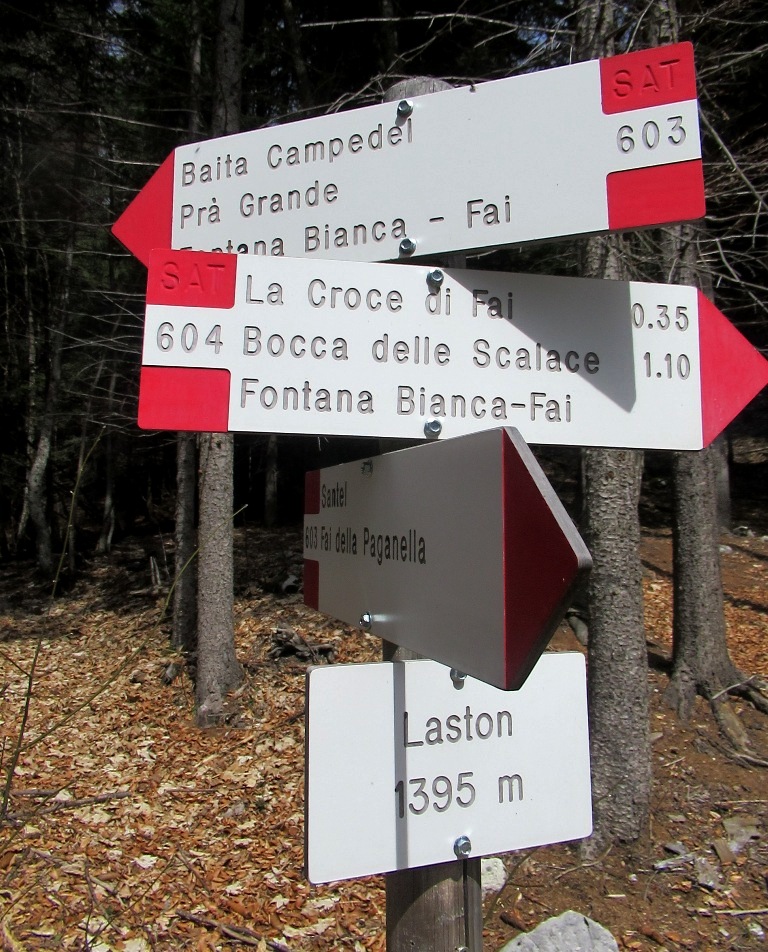 SAT
Baita Campedel 603
Prà Grande
Fontana Bianca - Fai
SAT
La Croce di Fai 0.35
604 Bocca delle Scalace 1.10
Fontana Bianca-Fai
Santel
603 Fai della Paganella
Laston
1395 m